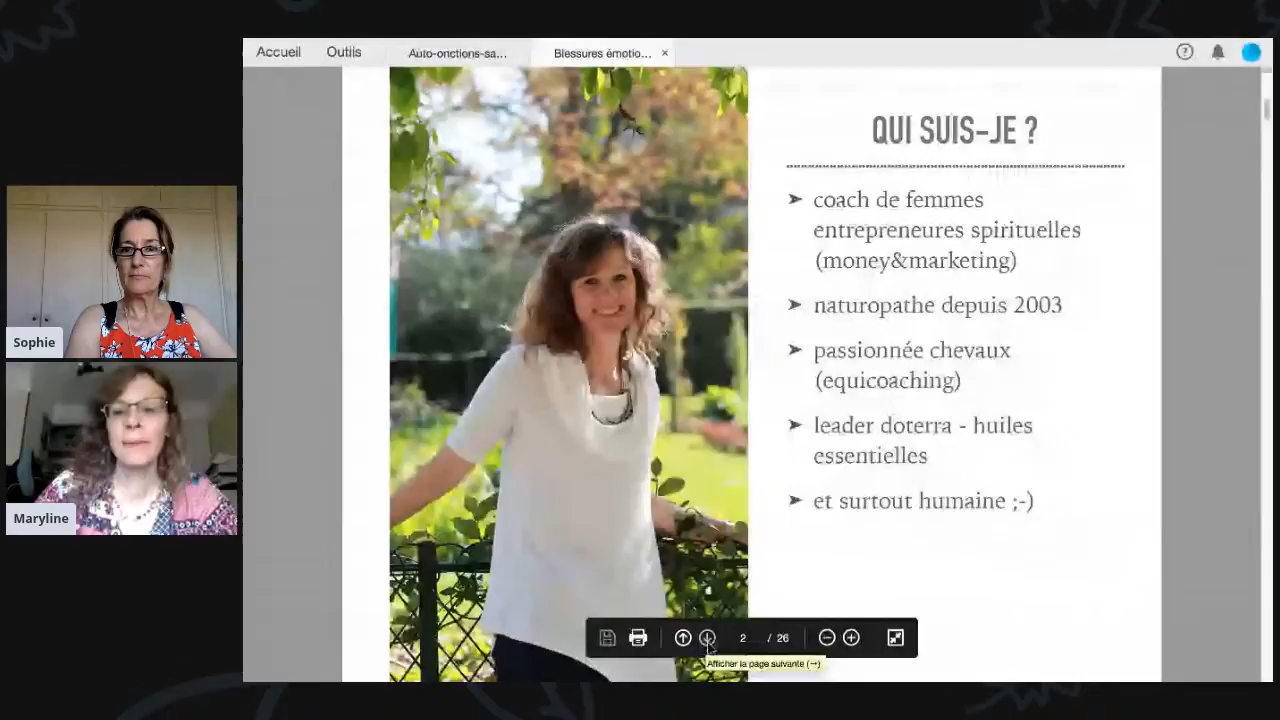 Accueil
Outils
Auto-onctions-sa...
Blessures émotio...
QUI SUIS-JE ?
coach de femmes
entrepreneures spirituelles
(money&marketing)
naturopathe depuis 2003
passionnée chevaux
(equicoaching)
leader doterra - huiles
essentielles
et surtout humaine ;-)
Sophie
Maryline
2 / 26
Afficher la page suivante (→)